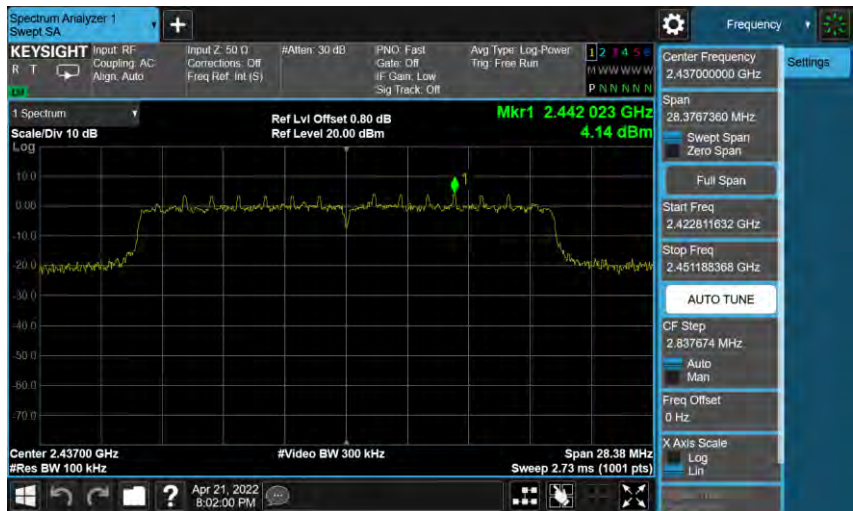 Spectrum Analyzer 1
Swept SA
+
Frequency
KEYSIGHT
R T
LM
Input: RF
Coupling: AC
Align: Auto
Input Z: 50 Ω
Corrections: Off
Freq Ref: Int (S)
#Atten: 30 dB
PNO: Fast
Gate: Off
IF Gain: Low
Sig Track: Off
Avg Type: Log-Power
Trig: Free Run
1 2 3 4 5 6
M W W W W W
P N N N N N
Center Frequency
2.437000000 GHz
Settings
Span
28.3767360 MHz
Swept Span
Zero Span
Full Span
Start Freq
2.422811632 GHz
Stop Freq
2.451188368 GHz
AUTO TUNE
CF Step
2.837674 MHz
Auto
Man
Freq Offset
0 Hz
X Axis Scale
Log
Lin
1 Spectrum
Scale/Div 10 dB
Log
Ref Lvl Offset 0.80 dB
Ref Level 20.00 dBm
Mkr1 2.442 023 GHz
4.14 dBm
1
10.0
0.00
-10.0
-20.0
-30.0
-40.0
-50.0
-60.0
-70.0
Center 2.43700 GHz
#Res BW 100 kHz
#Video BW 300 kHz
Span 28.38 MHz
Sweep 2.73 ms (1001 pts)
?
Apr 21, 2022
8:02:00 PM